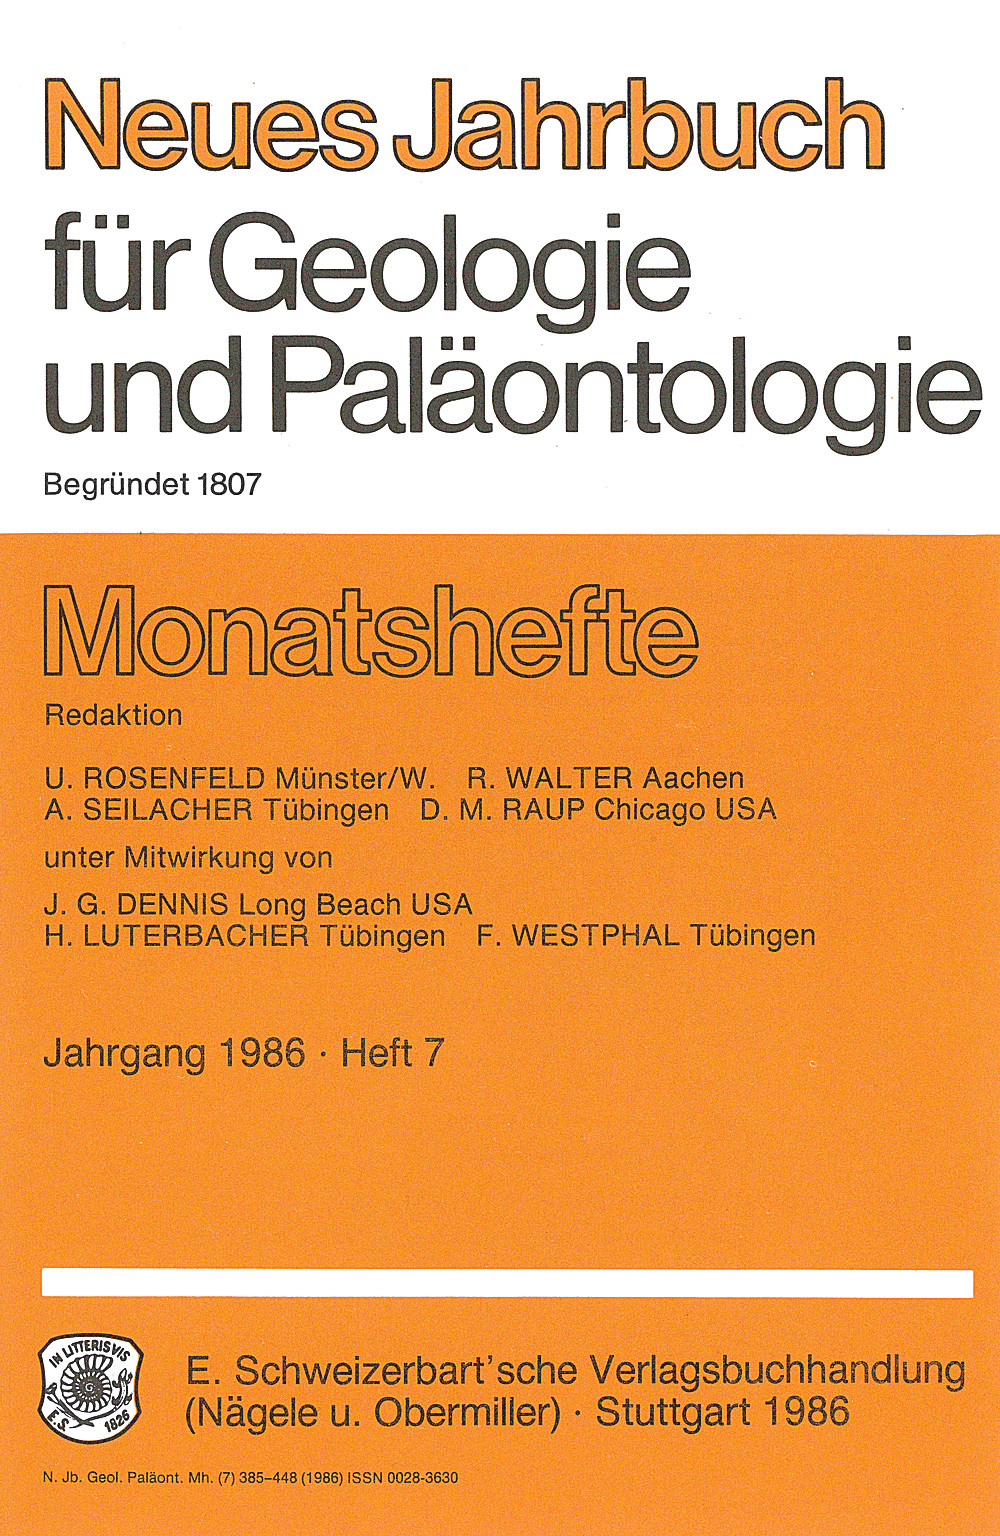 Neues Jahrbuch
für Geologie
und Paläontologie
Begründet 1807
Monatshefte
Redaktion
U. ROSENFELD Münster/W. R. WALTER Aachen
A. SEILACHER Tübingen D. M. RAUP Chicago USA
unter Mitwirkung von
J. G. DENNIS Long Beach USA
H. LUTERBACHER Tübingen F. WESTPHAL Tübingen
Jahrgang 1986 · Heft 7
IN LITTERIS VIS
E.S. 1826
E. Schweizerbart'sche Verlagsbuchhandlung
(Nägele u. Obermiller) · Stuttgart 1986
N. Jb. Geol. Paläont. Mh. (7) 385–448 (1986) ISSN 0028-3630